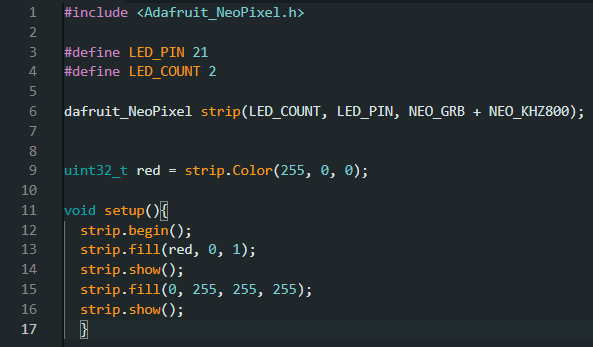 1 #include <Adafruit_NeoPixel.h>
2
3 #define LED_PIN 21
4 #define LED_COUNT 2
5
6 dafruit_NeoPixel strip(LED_COUNT, LED_PIN, NEO_GRB + NEO_KHZ800);
7
8
9 uint32_t red = strip.Color(255, 0, 0);
10
11 void setup(){
12   strip.begin();
13   strip.fill(red, 0, 1);
14   strip.show();
15   strip.fill(0, 255, 255, 255);
16   strip.show();
17   }